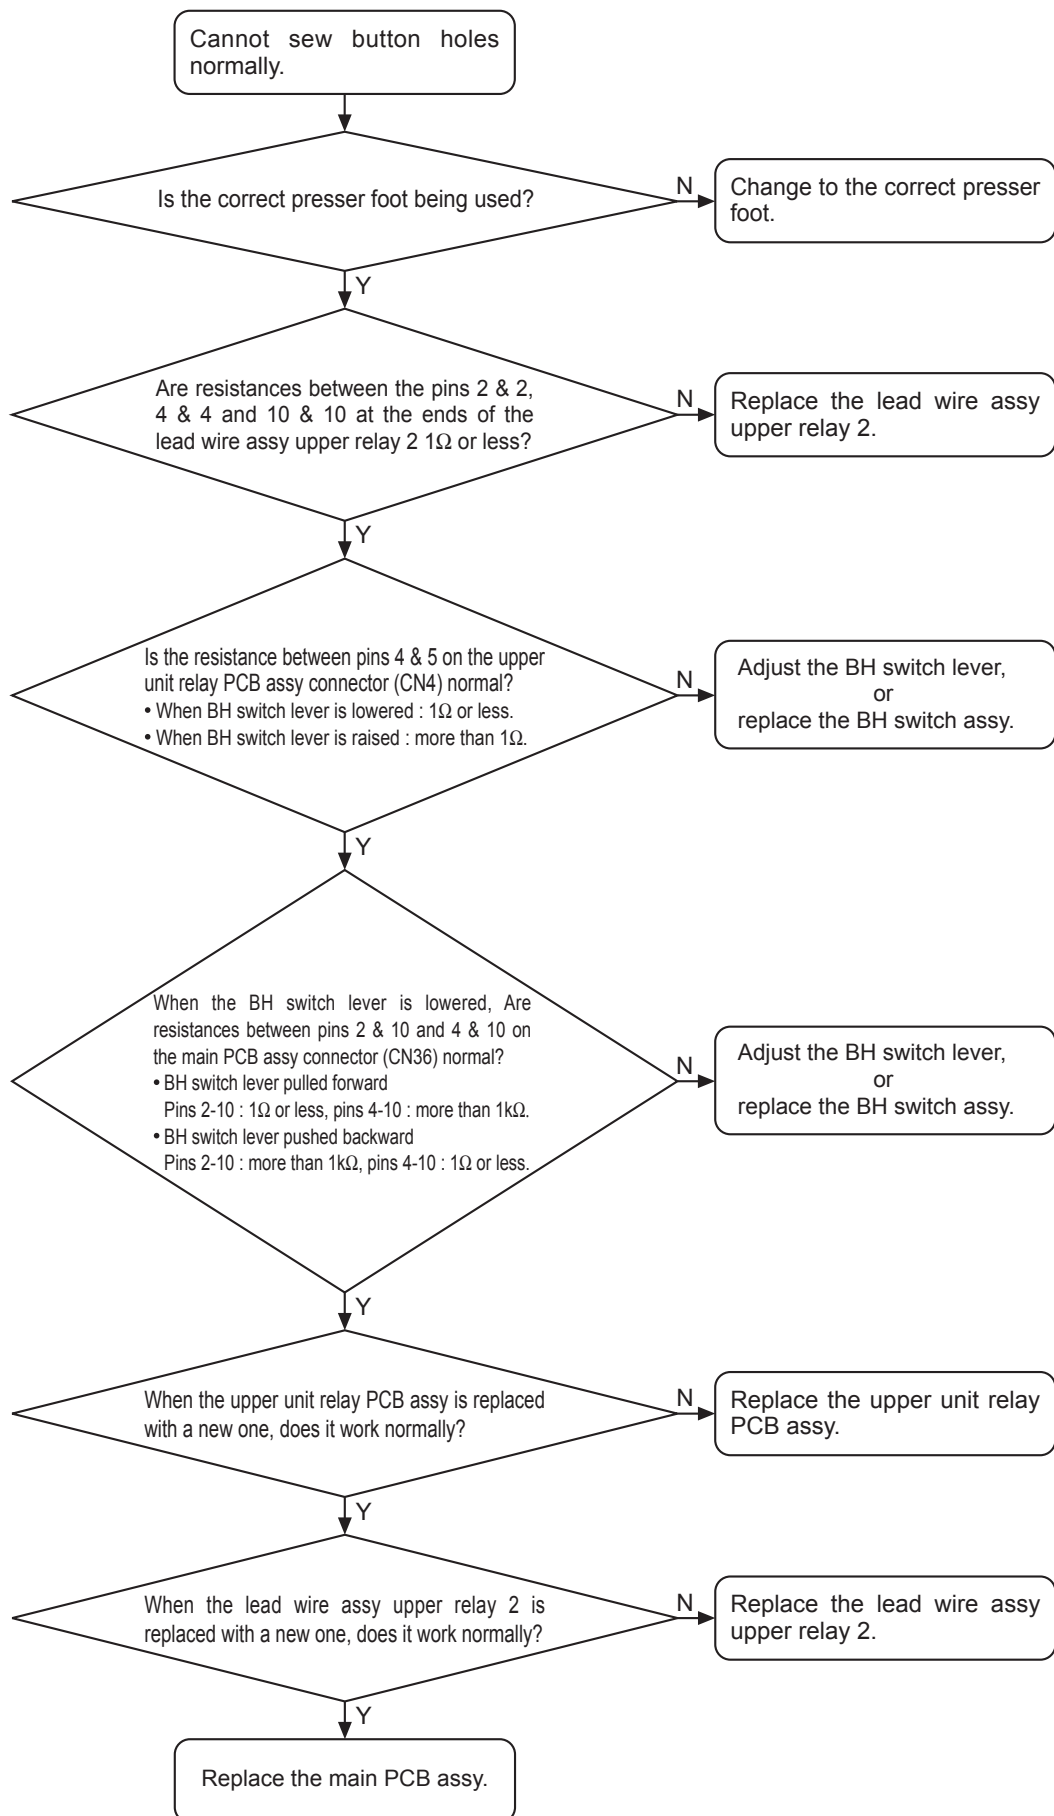 Cannot sew button holes
normally.
Is the correct presser foot being used?
N
Change to the correct presser
foot.
Y
Are resistances between the pins 2 & 2,
4 & 4 and 10 & 10 at the ends of the
lead wire assy upper relay 2 1Ω or less?
N
Replace the lead wire assy
upper relay 2.
Y
Is the resistance between pins 4 & 5 on the upper
unit relay PCB assy connector (CN4) normal?
• When BH switch lever is lowered : 1Ω or less.
• When BH switch lever is raised : more than 1Ω.
N
Adjust the BH switch lever,
or
replace the BH switch assy.
Y
When the BH switch lever is lowered, Are
resistances between pins 2 & 10 and 4 & 10 on
the main PCB assy connector (CN36) normal?
• BH switch lever pulled forward
Pins 2-10 : 1Ω or less, pins 4-10 : more than 1kΩ.
• BH switch lever pushed backward
Pins 2-10 : more than 1kΩ, pins 4-10 : 1Ω or less.
N
Adjust the BH switch lever,
or
replace the BH switch assy.
Y
When the upper unit relay PCB assy is replaced
with a new one, does it work normally?
N
Replace the upper unit relay
PCB assy.
Y
When the lead wire assy upper relay 2 is
replaced with a new one, does it work normally?
N
Replace the lead wire assy
upper relay 2.
Y
Replace the main PCB assy.